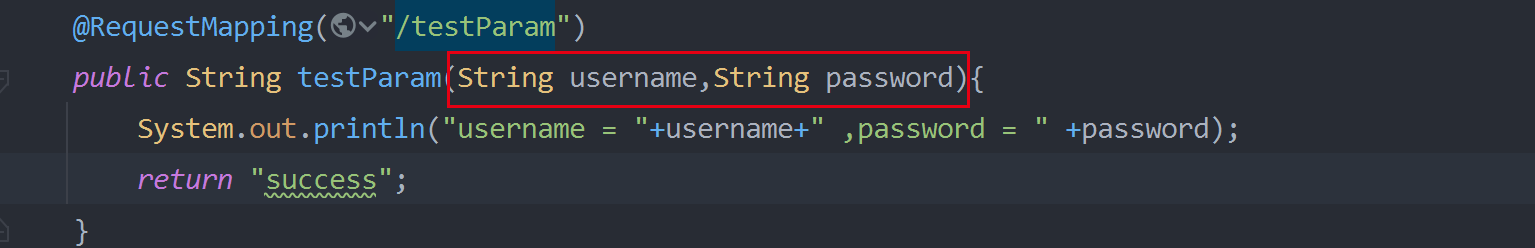 @RequestMapping("/testParam")
public String testParam(String username,String password){
System.out.println("username = "+username+" ,password = " +password);
return "success";
}